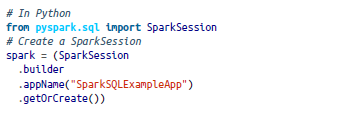 # In Python
from pyspark.sql import SparkSession
# Create a SparkSession
spark = (SparkSession
  .builder
  .appName("SparkSQLExampleApp")
  .getOrCreate())